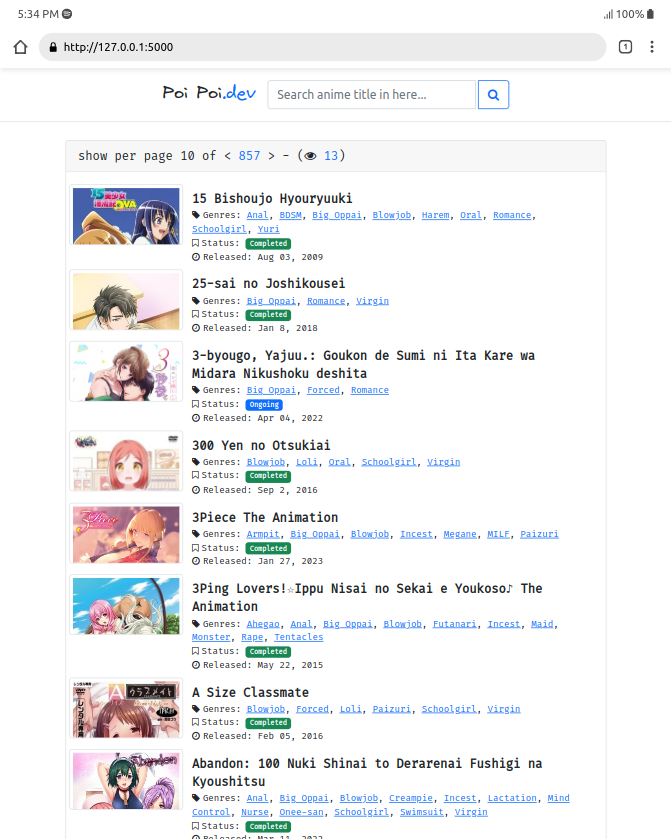 5:34 PM
100%
http://127.0.0.1:5000
1
Poi Poi.dev
Search anime title in here...
show per page 10 of < 857 > - ( 13)
15 Bishoujo Hyouryuuki
Genres: Anal, BDSM, Big Oppai, Blowjob, Harem, Oral, Romance,
Schoolgirl, Yuri
Status: Completed
Released: Aug 03, 2009
25-sai no Joshikousei
Genres: Big Oppai, Romance, Virgin
Status: Completed
Released: Jan 8, 2018
3-byougo, Yajuu.: Goukon de Sumi ni Ita Kare wa
Midara Nikushoku deshita
Genres: Big Oppai, Forced, Romance
Status: Ongoing
Released: Apr 04, 2022
300 Yen no Otsukiai
Genres: Blowjob, Loli, Oral, Schoolgirl, Virgin
Status: Completed
Released: Sep 2, 2016
3Piece The Animation
Genres: Armpit, Big Oppai, Blowjob, Incest, Megane, MILF, Paizuri
Status: Completed
Released: Jan 27, 2023
3Ping Lovers!☆Ippu Nisai no Sekai e Youkoso♪ The
Animation
Genres: Ahegao, Anal, Big Oppai, Blowjob, Futanari, Incest, Maid,
Monster, Rape, Tentacles
Status: Completed
Released: May 22, 2015
A Size Classmate
Genres: Blowjob, Forced, Loli, Paizuri, Schoolgirl, Virgin
Status: Completed
Released: Feb 05, 2016
Abandon: 100 Nuki Shinai to Derarenai Fushigi na
Kyoushitsu
Genres: Anal, Big Oppai, Blowjob, Creampie, Incest, Lactation, Mind
Control, Nurse, Onee-san, Schoolgirl, Swimsuit, Virgin
Status: Completed